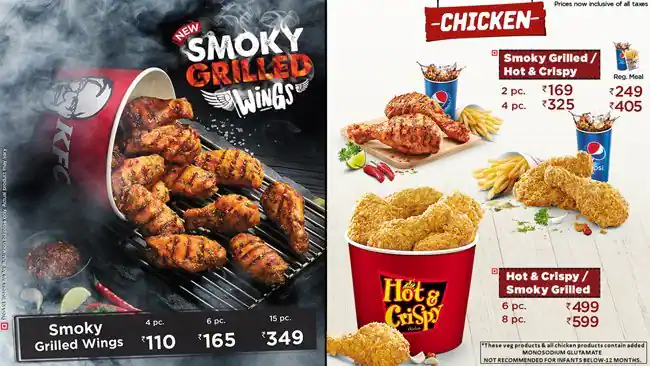 NEW
SMOKY
GRILLED
WINGS
KFC
Smoky
Grilled Wings
4 pc.
₹110
6 pc.
₹165
15 pc.
₹349
Prices now inclusive of all taxes
-CHICKEN-
Smoky Grilled /
Hot & Crispy
Reg. Meal
2 pc. ₹169 ₹249
4 pc. ₹325 ₹405
Hot &
Crispy
Chicken
Hot & Crispy /
Smoky Grilled
6 pc. ₹499
8 pc. ₹599
*These veg products & all chicken products contain added
MONOSODIUM GLUTAMATE
NOT RECOMMENDED FOR INFANTS BELOW-12 MONTHS.